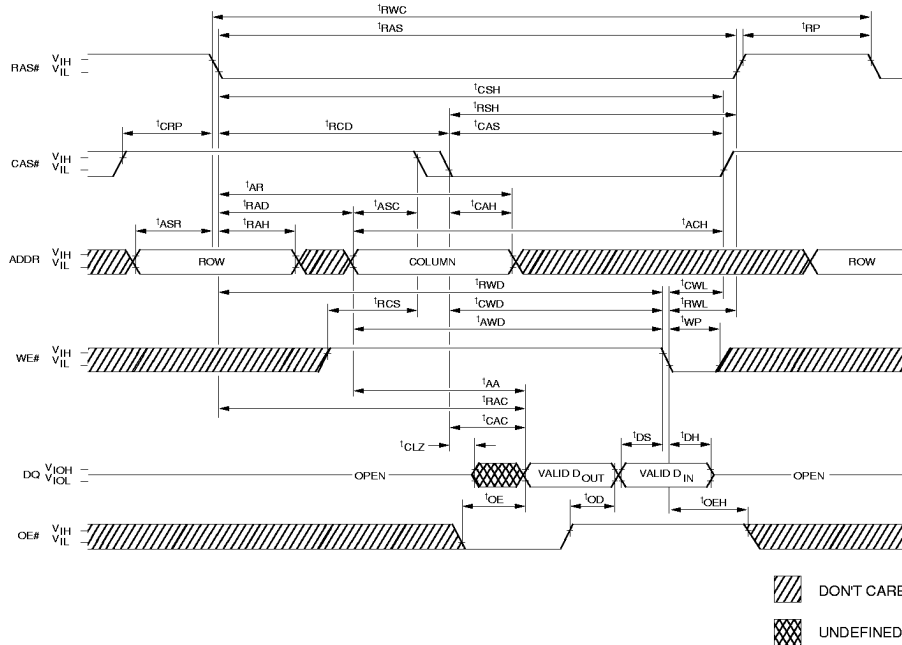 tRWC
tRAS
tRP
RAS# VIH
VIL
tCSH
tRSH
tCRP
tRCD
tCAS
CAS# VIH
VIL
tAR
tRAD
tASC
tCAH
tASR
tRAH
tACH
ADDR VIH
VIL
ROW
COLUMN
ROW
tRWD
tCWL
tRCS
tCWD
tRWL
tAWD
tWP
WE# VIH
VIL
tAA
tRAC
tCAC
tCLZ
tDS
tDH
DQ VIOH
VIOL
OPEN
VALID DOUT
VALID DIN
OPEN
tOE
tOD
tOEH
OE# VIH
VIL
DON'T CARE
UNDEFINED